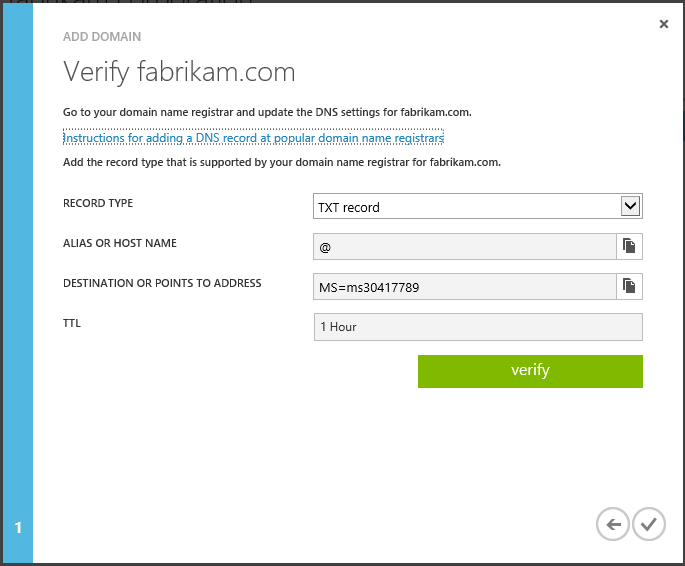 ADD DOMAIN
Verify fabrikam.com
Go to your domain name registrar and update the DNS settings for fabrikam.com.
Instructions for adding a DNS record at popular domain name registrars
Add the record type that is supported by your domain name registrar for fabrikam.com.
RECORD TYPE
TXT record
ALIAS OR HOST NAME
@
DESTINATION OR POINTS TO ADDRESS
MS=ms30417789
TTL
1 Hour
verify
1